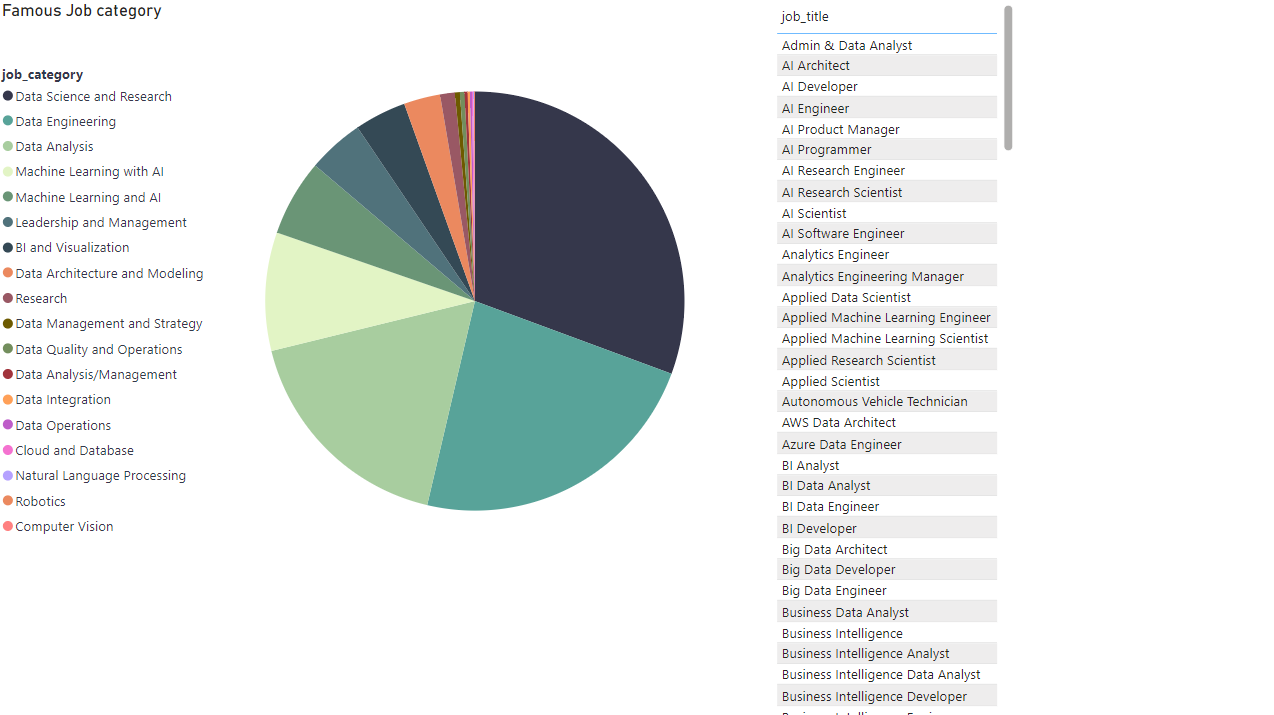 Famous Job category
job_category
Data Science and Research
Data Engineering
Data Analysis
Machine Learning with AI
Machine Learning and AI
Leadership and Management
BI and Visualization
Data Architecture and Modeling
Research
Data Management and Strategy
Data Quality and Operations
Data Analysis/Management
Data Integration
Data Operations
Cloud and Database
Natural Language Processing
Robotics
Computer Vision
job_title
Admin & Data Analyst
AI Architect
AI Developer
AI Engineer
AI Product Manager
AI Programmer
AI Research Engineer
AI Research Scientist
AI Scientist
AI Software Engineer
Analytics Engineer
Analytics Engineering Manager
Applied Data Scientist
Applied Machine Learning Engineer
Applied Machine Learning Scientist
Applied Research Scientist
Applied Scientist
Autonomous Vehicle Technician
AWS Data Architect
Azure Data Engineer
BI Analyst
BI Data Analyst
BI Data Engineer
BI Developer
Big Data Architect
Big Data Developer
Big Data Engineer
Business Data Analyst
Business Intelligence
Business Intelligence Analyst
Business Intelligence Data Analyst
Business Intelligence Developer